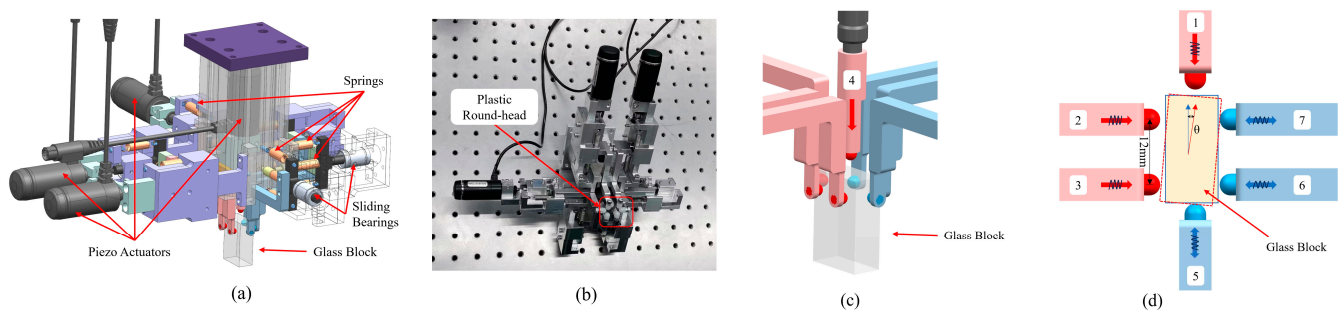 Springs
Sliding
Bearings
Piezo Actuators
Glass Block
(a)
Plastic
Round-head
(b)
4
Glass Block
(c)
1
2
7
θ
12mm
3
6
Glass Block
5
(d)